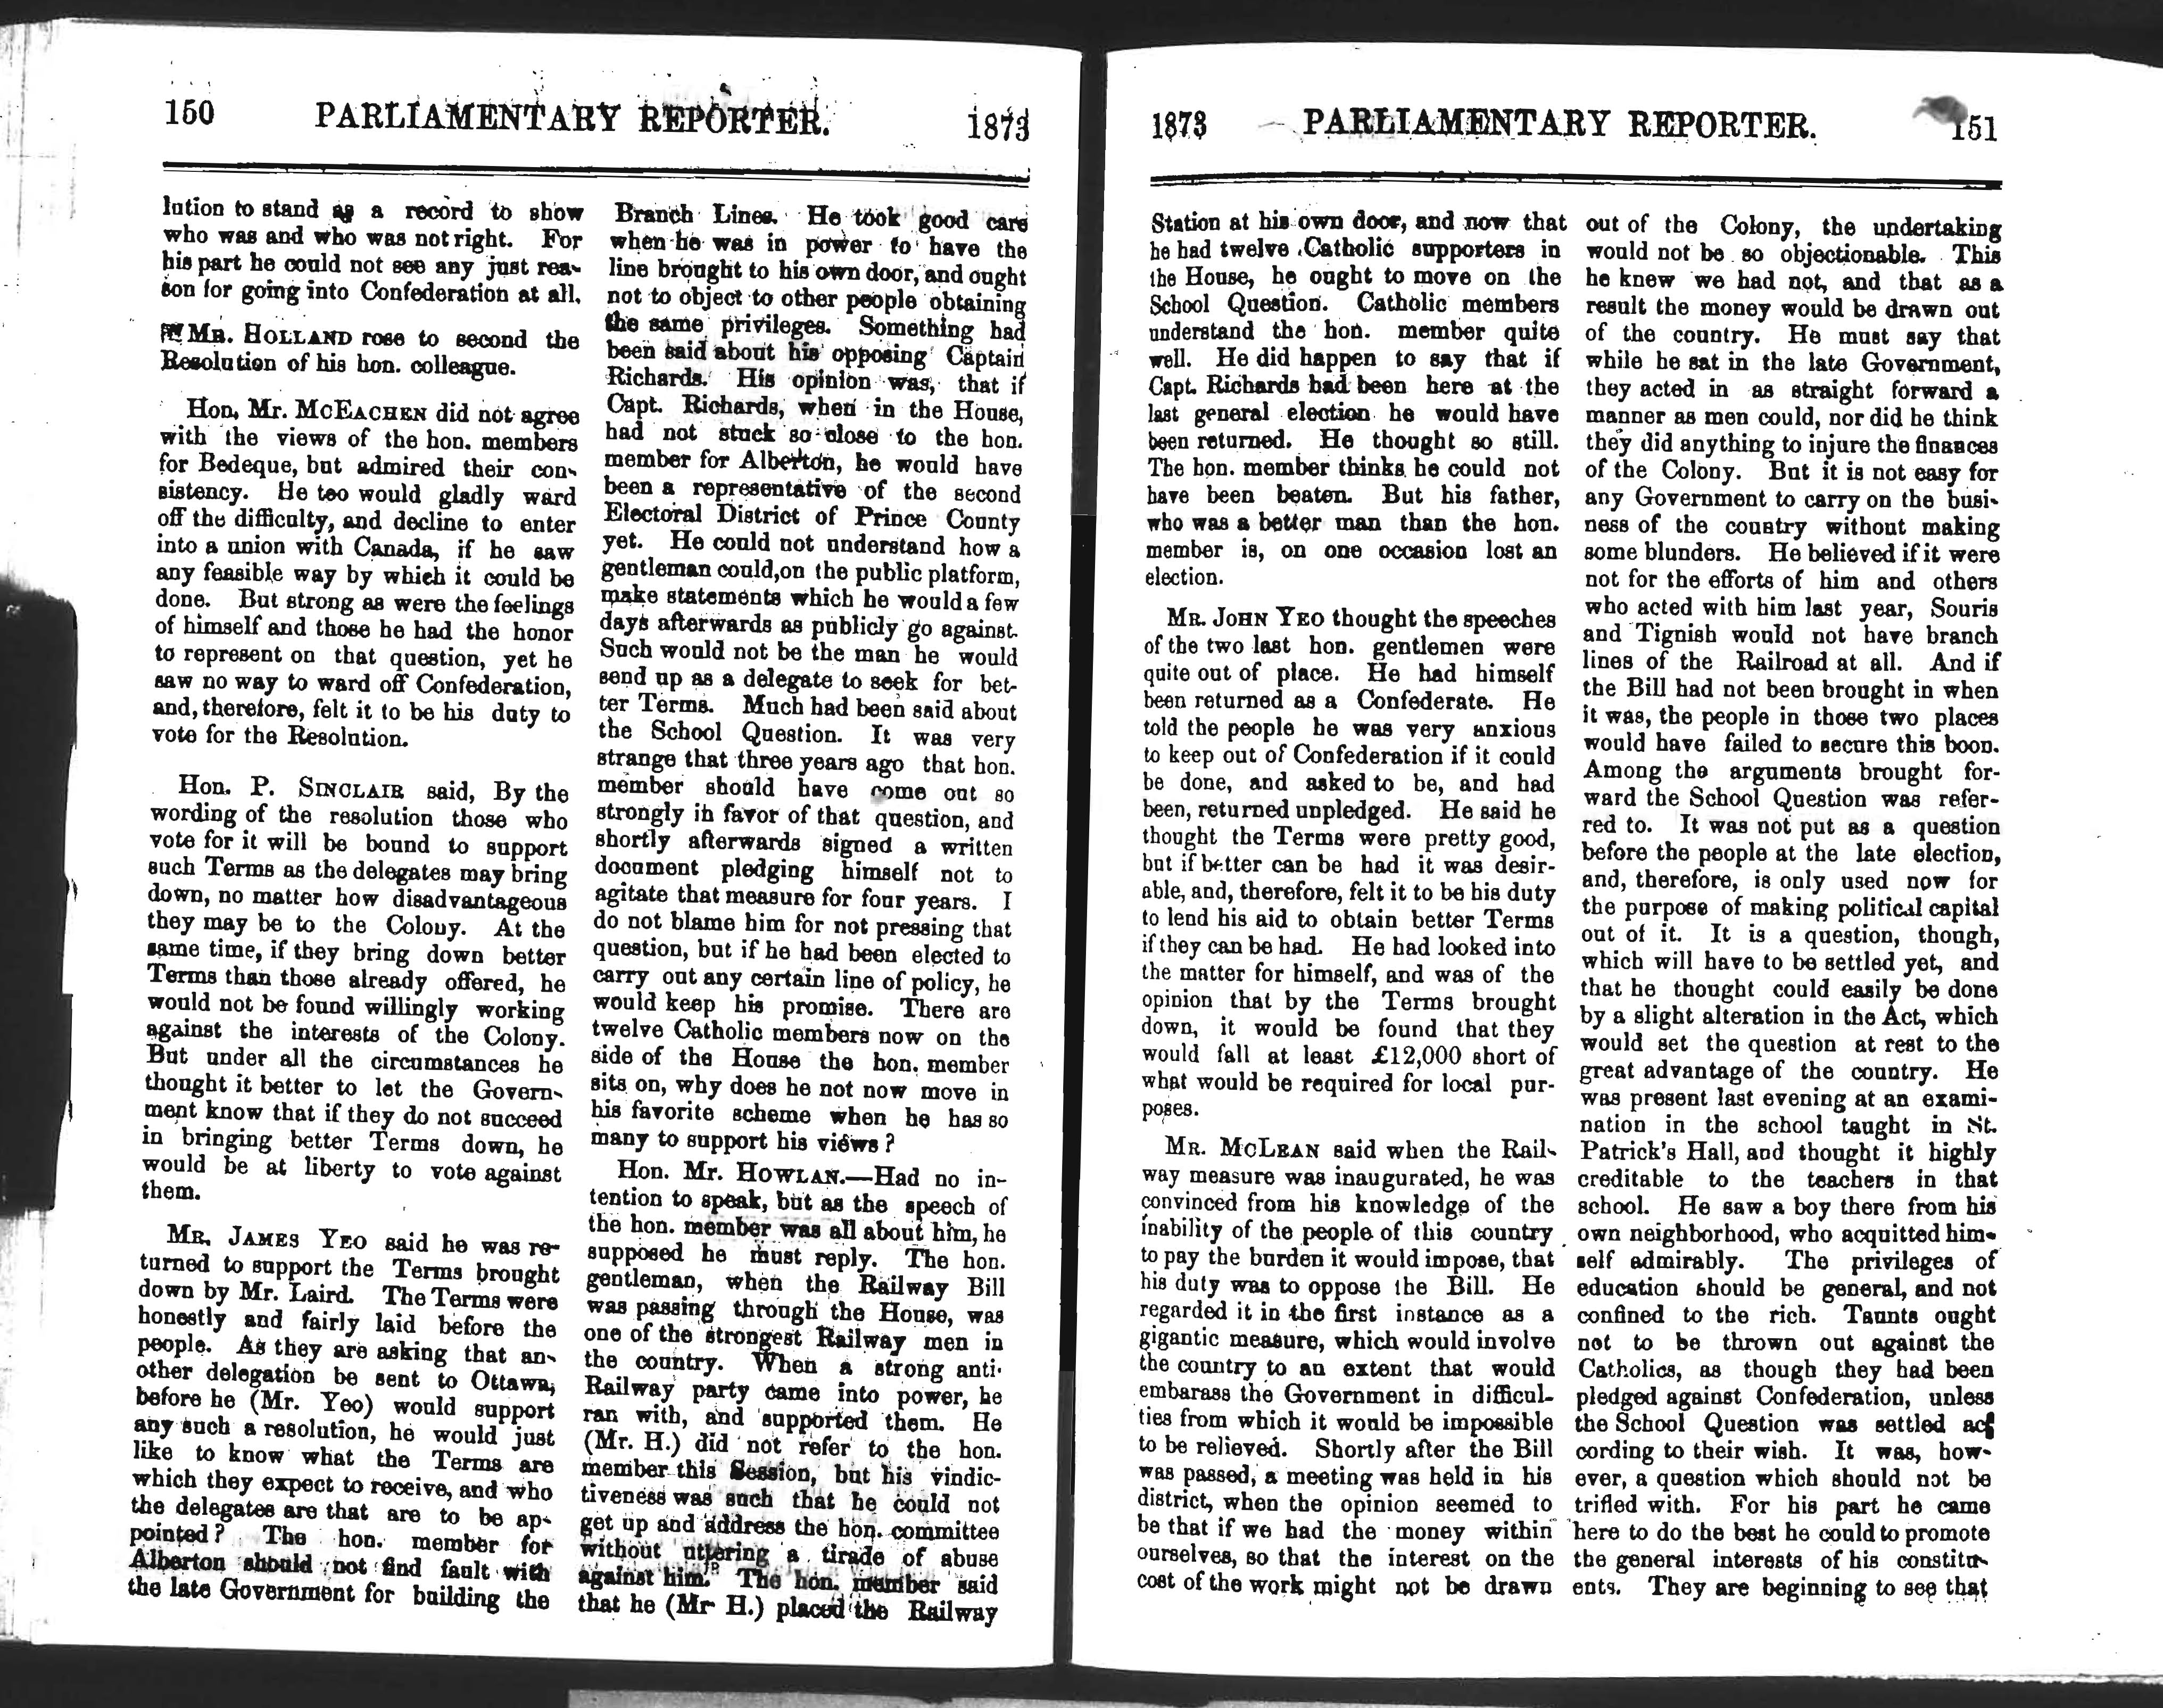 150 PARLIAMENTARY REPORTER. 1873
lution to stand as a record to show
who was and who was not right. For
his part he could not see any just rea-
son for going into Confederation at all.
MR. HOLLAND rose to second the
Resolution of his hon. colleague.
Hon. Mr. MCEACHEN did not agree
with the views of the hon. members
for Bedeque, but admired their con-
sistency. He too would gladly ward
off the difficulty, and decline to enter
into a union with Canada, if he saw
any feasible way by which it could be
done. But strong as were the feelings
of himself and those he had the honor
to represent on that question, yet he
saw no way to ward off Confederation,
and, therefore, felt it to be his duty to
vote for the Resolution.
Hon. P. SINCLAIR said, By the
wording of the resolution those who
vote for it will be bound to support
such Terms as the delegates may bring
down, no matter how disadvantageous
they may be to the Colony. At the
same time, if they bring down better
Terms than those already offered, he
would not be found willingly working
against the interests of the Colony.
But under all the circumstances he
thought it better to let the Govern-
ment know that if they do not succeed
in bringing better Terms down, he
would be at liberty to vote against
them.
MR. JAMES YEO said he was re-
turned to support the Terms brought
down by Mr. Laird. The Terms were
honestly and fairly laid before the
people. As they are asking that an-
other delegation be sent to Ottawa,
before he (Mr. Yeo) would support
any such a resolution, he would just
like to know what the Terms are
which they expect to receive, and who
the delegates are that are to be ap-
pointed? The hon. member for
Alberton should not find fault with
the late Government for building the
Branch Lines. He took good care
when he was in power to have the
line brought to his own door, and ought
not to object to other people obtaining
the same privileges. Something had
been said about his opposing Captain
Richards. His opinion was, that if
Capt. Richards, when in the House,
had not stuck so close to the hon.
member for Alberton, he would have
been a representative of the second
Electoral District of Prince County
yet. He could not understand how a
gentleman could, on the public platform,
make statements which he would a few
days afterwards as publicly go against.
Such would not be the man he would
send up as a delegate to seek for bet-
ter Terms. Much had been said about
the School Question. It was very
strange that three years ago that hon.
member should have come out so
strongly in favor of that question, and
shortly afterwards signed a written
document pledging himself not to
agitate that measure for four years. I
do not blame him for not pressing that
question, but if he had been elected to
carry out any certain line of policy, he
would keep his promise. There are
twelve Catholic members now on the
side of the House the hon. member
sits on, why does he not now move in
his favorite scheme when he has so
many to support his views?
Hon. Mr. HOWLAN.—Had no in-
tention to speak, but as the speech of
the hon. member was all about him, he
supposed he must reply. The hon.
gentleman, when the Railway Bill
was passing through the House, was
one of the strongest Railway men in
the country. When a strong anti-
Railway party came into power, he
ran with, and supported them. He
(Mr. H.) did not refer to the hon.
member this Session, but his vindic-
tiveness was such that he could not
get up and address the hon. committee
without uttering a tirade of abuse
against him. The hon. member said
that he (Mr H.) placed the Railway
1873 PARLIAMENTARY REPORTER. 151
Station at his own door, and now that
he had twelve Catholic supporters in
the House, he ought to move on the
School Question. Catholic members
understand the hon. member quite
well. He did happen to say that if
Capt. Richards had been here at the
last general election he would have
been returned. He thought so still.
The hon. member thinks he could not
have been beaten. But his father,
who was a better man than the hon.
member is, on one occasion lost an
election.
MR. JOHN YEO thought the speeches
of the two last hon. gentlemen were
quite out of place. He had himself
been returned as a Confederate. He
told the people he was very anxious
to keep out of Confederation if it could
be done, and asked to be, and had
been, returned unpledged. He said he
thought the Terms were pretty good,
but if better can be had it was desir-
able, and, therefore, felt it to be his duty
to lend his aid to obtain better Terms
if they can be had. He had looked into
the matter for himself, and was of the
opinion that by the Terms brought
down, it would be found that they
would fall at least £12,000 short of
what would be required for local pur-
poses.
MR. MCLEAN said when the Rail-
way measure was inaugurated, he was
convinced from his knowledge of the
inability of the people of this country
to pay the burden it would impose, that
his duty was to oppose the Bill. He
regarded it in the first instance as a
gigantic measure, which would involve
the country to an extent that would
embarass the Government in difficul-
ties from which it would be impossible
to be relieved. Shortly after the Bill
was passed, a meeting was held in his
district, when the opinion seemed to
be that if we had the money within
ourselves, so that the interest on the
cost of the work might not be drawn
out of the Colony, the undertaking
would not be so objectionable. This
he knew we had not, and that as a
result the money would be drawn out
of the country. He must say that
while he sat in the late Government,
they acted in as straight forward a
manner as men could, nor did he think
they did anything to injure the finances
of the Colony. But it is not easy for
any Government to carry on the busi-
ness of the country without making
some blunders. He believed if it were
not for the efforts of him and others
who acted with him last year, Souris
and Tignish would not have branch
lines of the Railroad at all. And if
the Bill had not been brought in when
it was, the people in those two places
would have failed to secure this boon.
Among the arguments brought for-
ward the School Question was refer-
red to. It was not put as a question
before the people at the late election,
and, therefore, is only used now for
the purpose of making political capital
out of it. It is a question, though,
which will have to be settled yet, and
that he thought could easily be done
by a slight alteration in the Act, which
would set the question at rest to the
great advantage of the country. He
was present last evening at an exami-
nation in the school taught in St.
Patrick's Hall, and thought it highly
creditable to the teachers in that
school. He saw a boy there from his
own neighborhood, who acquitted him-
self admirably. The privileges of
education should be general, and not
confined to the rich. Taunts ought
not to be thrown out against the
Catholics, as though they had been
pledged against Confederation, unless
the School Question was settled ac-
cording to their wish. It was, how-
ever, a question which should not be
trifled with. For his part he came
here to do the best he could to promote
the general interests of his constitu-
ents. They are beginning to see that